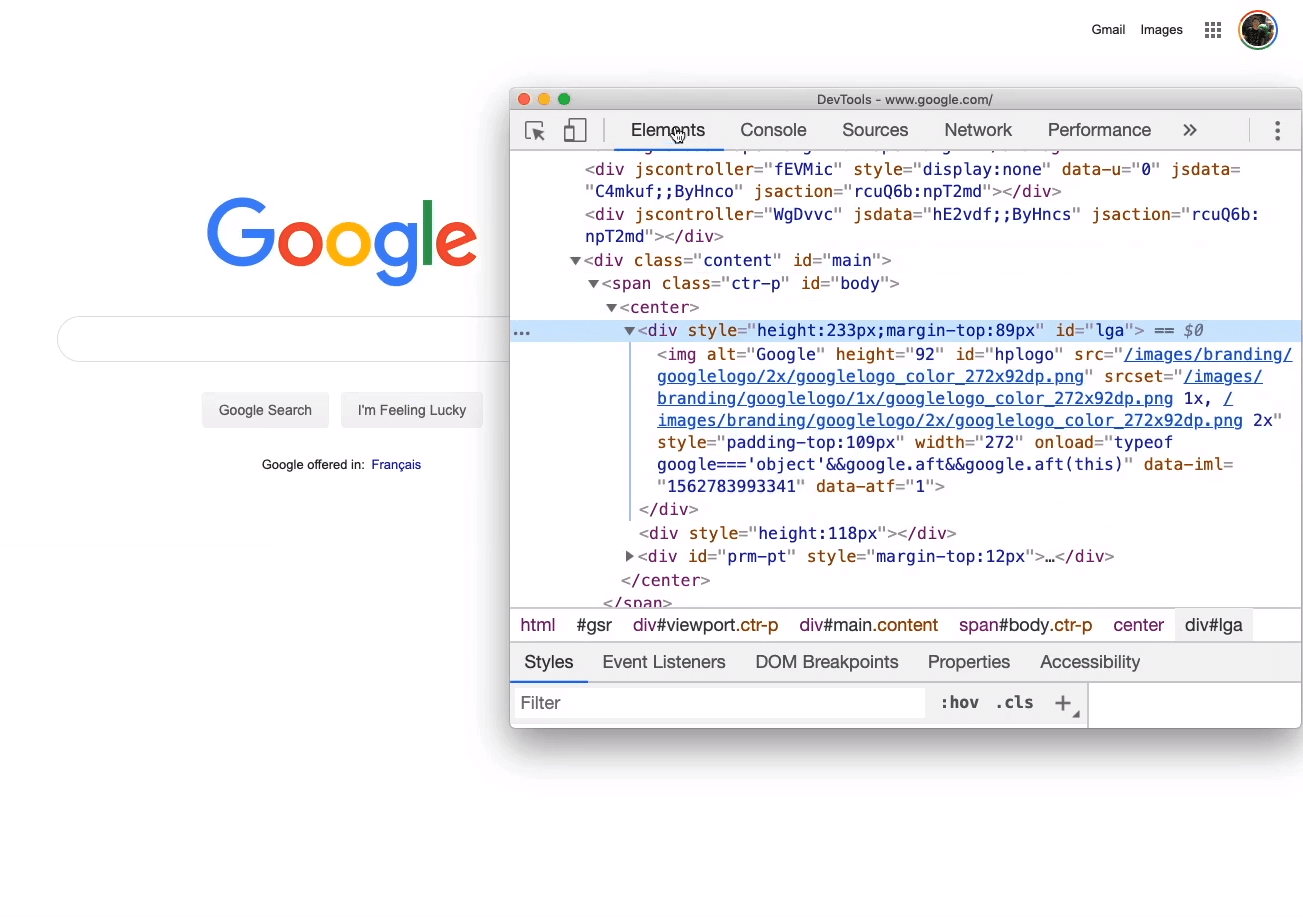 Gmail Images
Google
Google Search I'm Feeling Lucky
Google offered in: Français
DevTools - www.google.com/
Elements Console Sources Network Performance »
<div jscontroller="fEVMic" style="display:none" data-u="0" jsdata=
"C4mkuf;;ByHnco" jsaction="rcuQ6b:npT2md"></div>
<div jscontroller="WgDvvc" jsdata="hE2vdf;;ByHncs" jsaction="rcuQ6b:
npT2md"></div>
▼<div class="content" id="main">
▼<span class="ctr-p" id="body">
▼<center>
… ▼<div style="height:233px;margin-top:89px" id="lga"> == $0
<img alt="Google" height="92" id="hplogo" src="/images/branding/
googlelogo/2x/googlelogo_color_272x92dp.png" srcset="/images/
branding/googlelogo/1x/googlelogo_color_272x92dp.png 1x, /
images/branding/googlelogo/2x/googlelogo_color_272x92dp.png 2x"
style="padding-top:109px" width="272" onload="typeof
google==='object'&&google.aft&&google.aft(this)" data-iml=
"1562783993341" data-atf="1">
</div>
<div style="height:118px"></div>
▶<div id="prm-pt" style="margin-top:12px">…</div>
</center>
</span>
html #gsr div#viewport.ctr-p div#main.content span#body.ctr-p center div#lga
Styles Event Listeners DOM Breakpoints Properties Accessibility
Filter :hov .cls +